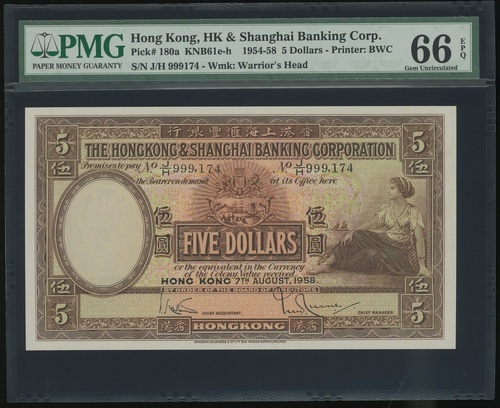 PMG
PAPER MONEY GUARANTY
Hong Kong, HK & Shanghai Banking Corp.
Pick# 180a KNB61e-h 1954-58 5 Dollars - Printer: BWC
S/N J/H 999174 - Wmk: Warrior's Head
66 EPQ
Gem Uncirculated
5 行銀豐滙海上港香 5
伍 THE HONGKONG & SHANGHAI BANKING CORPORATION 伍
Promises to pay No J/H 999,174 No J/H 999,174
the Bearer on demand at its Office here
伍 伍
圓 FIVE DOLLARS 圓
or the equivalent in the Currency
of the Colony Value received
HONG KONG 7TH AUGUST, 1958.
BY ORDER OF THE BOARD OF DIRECTORS
伍 伍
CHIEF ACCOUNTANT. CHIEF MANAGER
5 港香 HONGKONG 港香 5